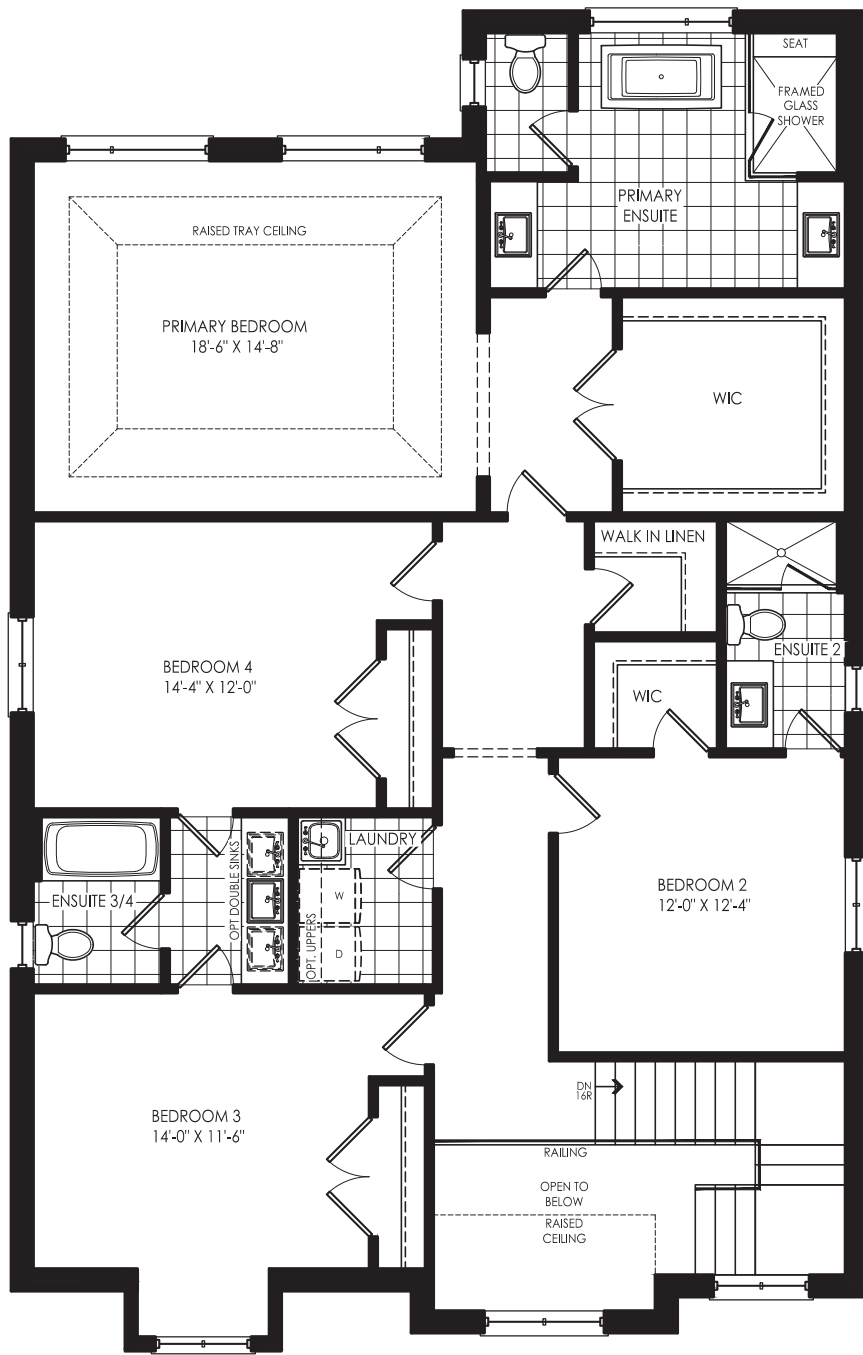 SEAT
FRAMED
GLASS
SHOWER
PRIMARY
ENSUITE
RAISED TRAY CEILING
PRIMARY BEDROOM
18'-6" X 14'-8"
WIC
WALK IN LINEN
ENSUITE 2
BEDROOM 4
14'-4" X 12'-0"
WIC
LAUNDRY
OPT DOUBLE SINKS
ENSUITE 3/4
W
OPT. UPPERS
D
BEDROOM 2
12'-0" X 12'-4"
DN
16R
BEDROOM 3
14'-0" X 11'-6"
RAILING
OPEN TO
BELOW
RAISED
CEILING